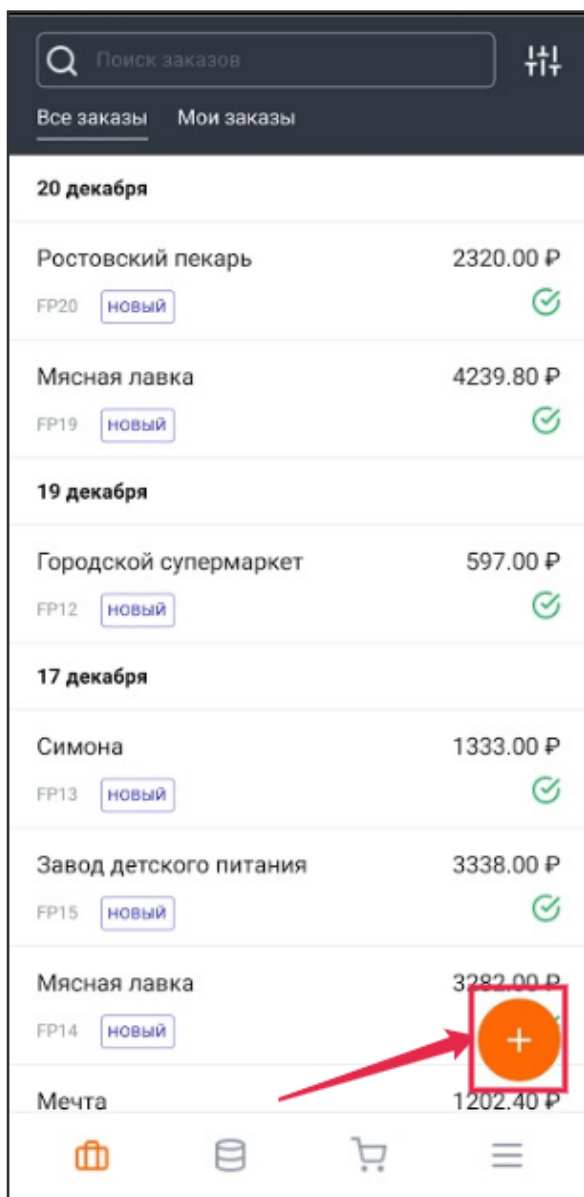 Поиск заказов
Все заказы Мои заказы
20 декабря
Ростовский пекарь 2320.00 ₽
FP20 новый
Мясная лавка 4239.80 ₽
FP19 новый
19 декабря
Городской супермаркет 597.00 ₽
FP12 новый
17 декабря
Симона 1333.00 ₽
FP13 новый
Завод детского питания 3338.00 ₽
FP15 новый
Мясная лавка 3282.00 ₽
FP14 новый
+
Мечта 1202.40 ₽